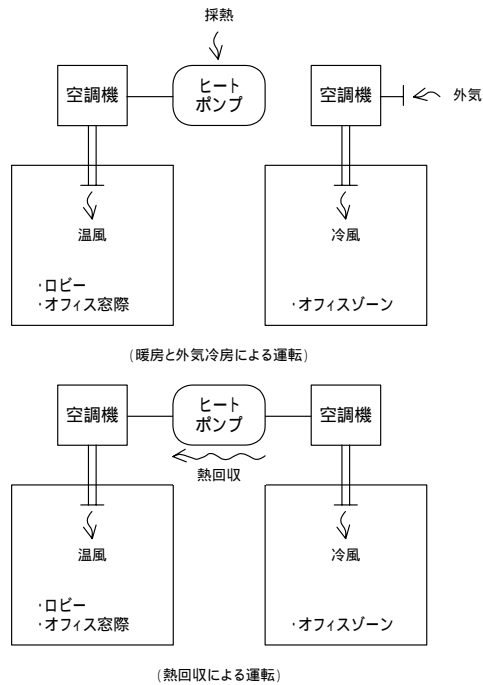 採熱
空調機
ヒート
ポンプ
空調機
外気
温風
冷風
・ロビー
・オフィス窓際
・オフィスゾーン
(暖房と外気冷房による運転)
空調機
ヒート
ポンプ
空調機
熱回収
温風
冷風
・ロビー
・オフィス窓際
・オフィスゾーン
(熱回収による運転)